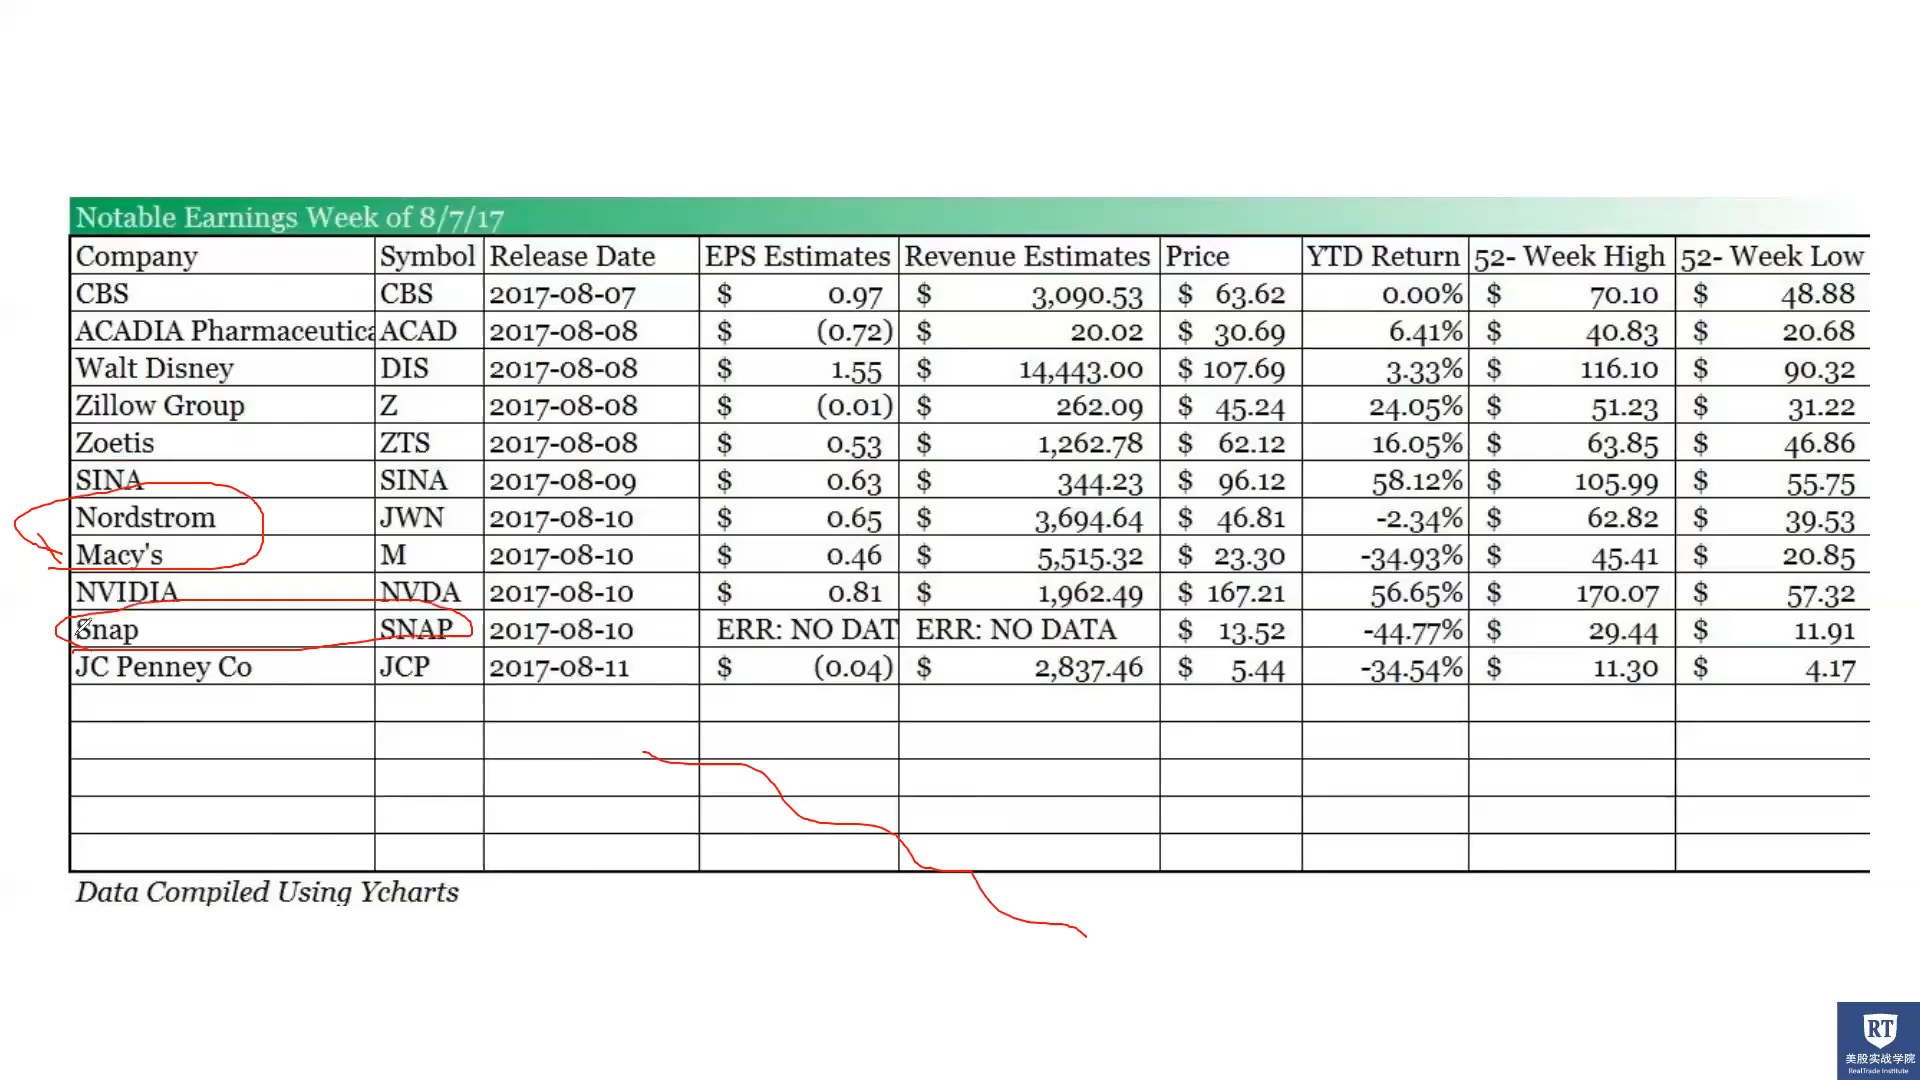 Notable Earnings Week of 8/7/17
Company Symbol Release Date EPS Estimates Revenue Estimates Price YTD Return 52- Week High 52- Week Low
CBS CBS 2017-08-07 $ 0.97 $ 3,090.53 $ 63.62 0.00% $ 70.10 $ 48.88
ACADIA Pharmaceutica ACAD 2017-08-08 $ (0.72) $ 20.02 $ 30.69 6.41% $ 40.83 $ 20.68
Walt Disney DIS 2017-08-08 $ 1.55 $ 14,443.00 $ 107.69 3.33% $ 116.10 $ 90.32
Zillow Group Z 2017-08-08 $ (0.01) $ 262.09 $ 45.24 24.05% $ 51.23 $ 31.22
Zoetis ZTS 2017-08-08 $ 0.53 $ 1,262.78 $ 62.12 16.05% $ 63.85 $ 46.86
SINA SINA 2017-08-09 $ 0.63 $ 344.23 $ 96.12 58.12% $ 105.99 $ 55.75
Nordstrom JWN 2017-08-10 $ 0.65 $ 3,694.64 $ 46.81 -2.34% $ 62.82 $ 39.53
Macy's M 2017-08-10 $ 0.46 $ 5,515.32 $ 23.30 -34.93% $ 45.41 $ 20.85
NVIDIA NVDA 2017-08-10 $ 0.81 $ 1,962.49 $ 167.21 56.65% $ 170.07 $ 57.32
Snap SNAP 2017-08-10 ERR: NO DAT ERR: NO DATA $ 13.52 -44.77% $ 29.44 $ 11.91
JC Penney Co JCP 2017-08-11 $ (0.04) $ 2,837.46 $ 5.44 -34.54% $ 11.30 $ 4.17
Data Compiled Using Ycharts
RT
美股实战学院
RealTrade Institute